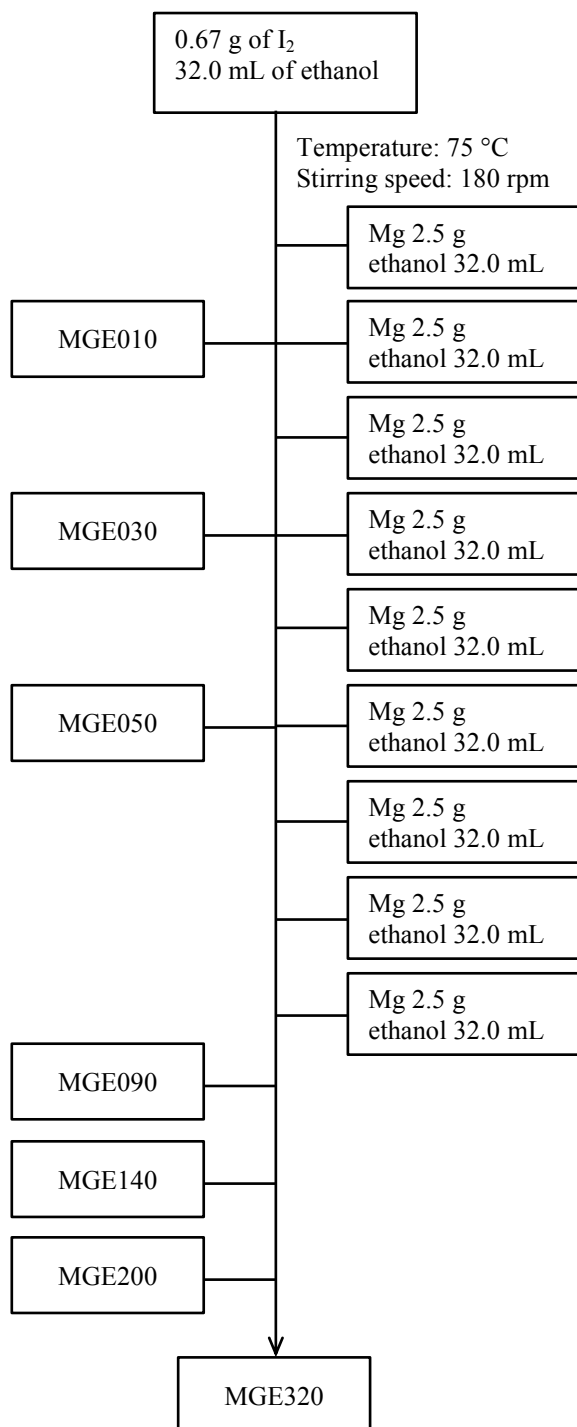 0.67 g of I₂
32.0 mL of ethanol
Temperature: 75 °C
Stirring speed: 180 rpm
Mg 2.5 g
ethanol 32.0 mL
MGE010
Mg 2.5 g
ethanol 32.0 mL
Mg 2.5 g
ethanol 32.0 mL
MGE030
Mg 2.5 g
ethanol 32.0 mL
Mg 2.5 g
ethanol 32.0 mL
MGE050
Mg 2.5 g
ethanol 32.0 mL
Mg 2.5 g
ethanol 32.0 mL
Mg 2.5 g
ethanol 32.0 mL
Mg 2.5 g
ethanol 32.0 mL
MGE090
MGE140
MGE200
MGE320